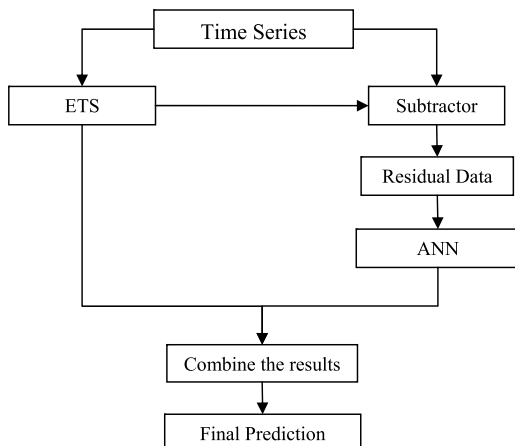 Time Series
ETS
Subtractor
Residual Data
ANN
Combine the results
Final Prediction